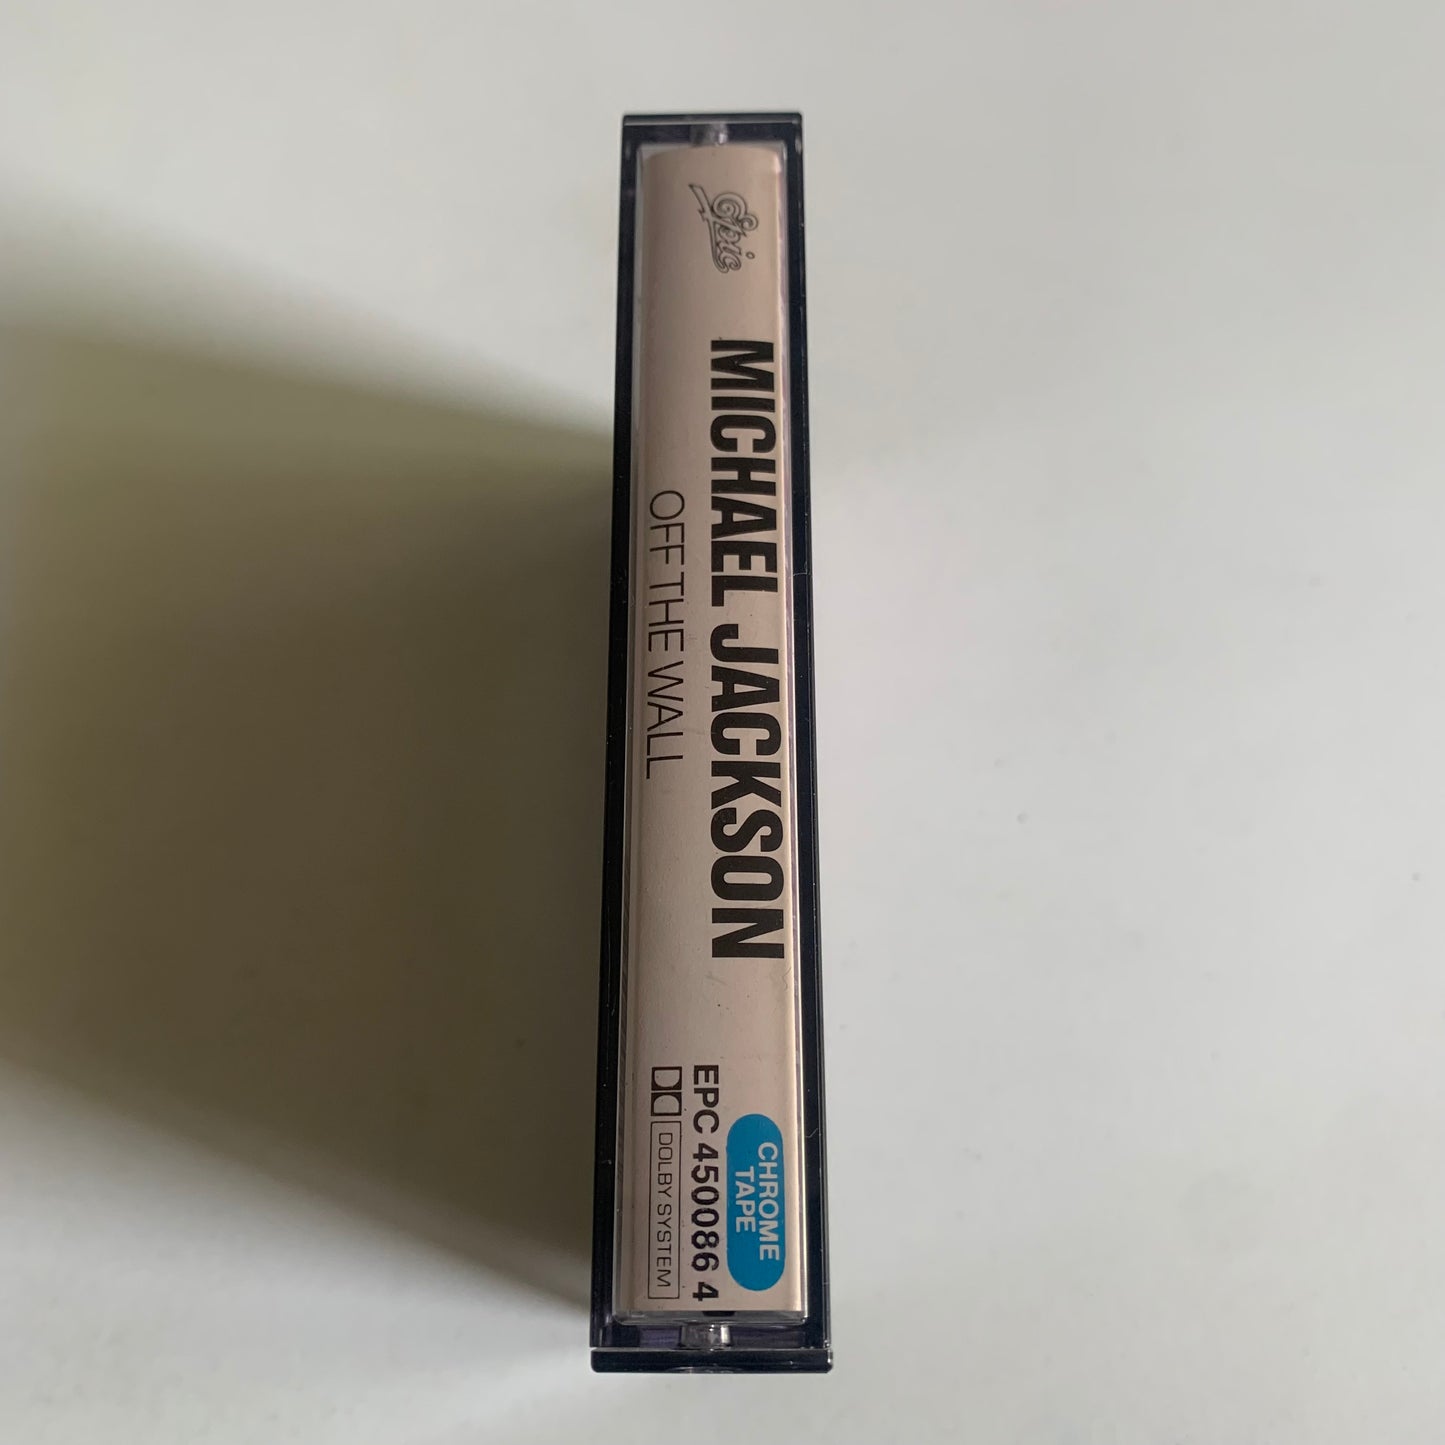 Epic
MICHAEL JACKSON
OFF THE WALL
CHROME
TAPE
EPC 450086 4
DOLBY SYSTEM